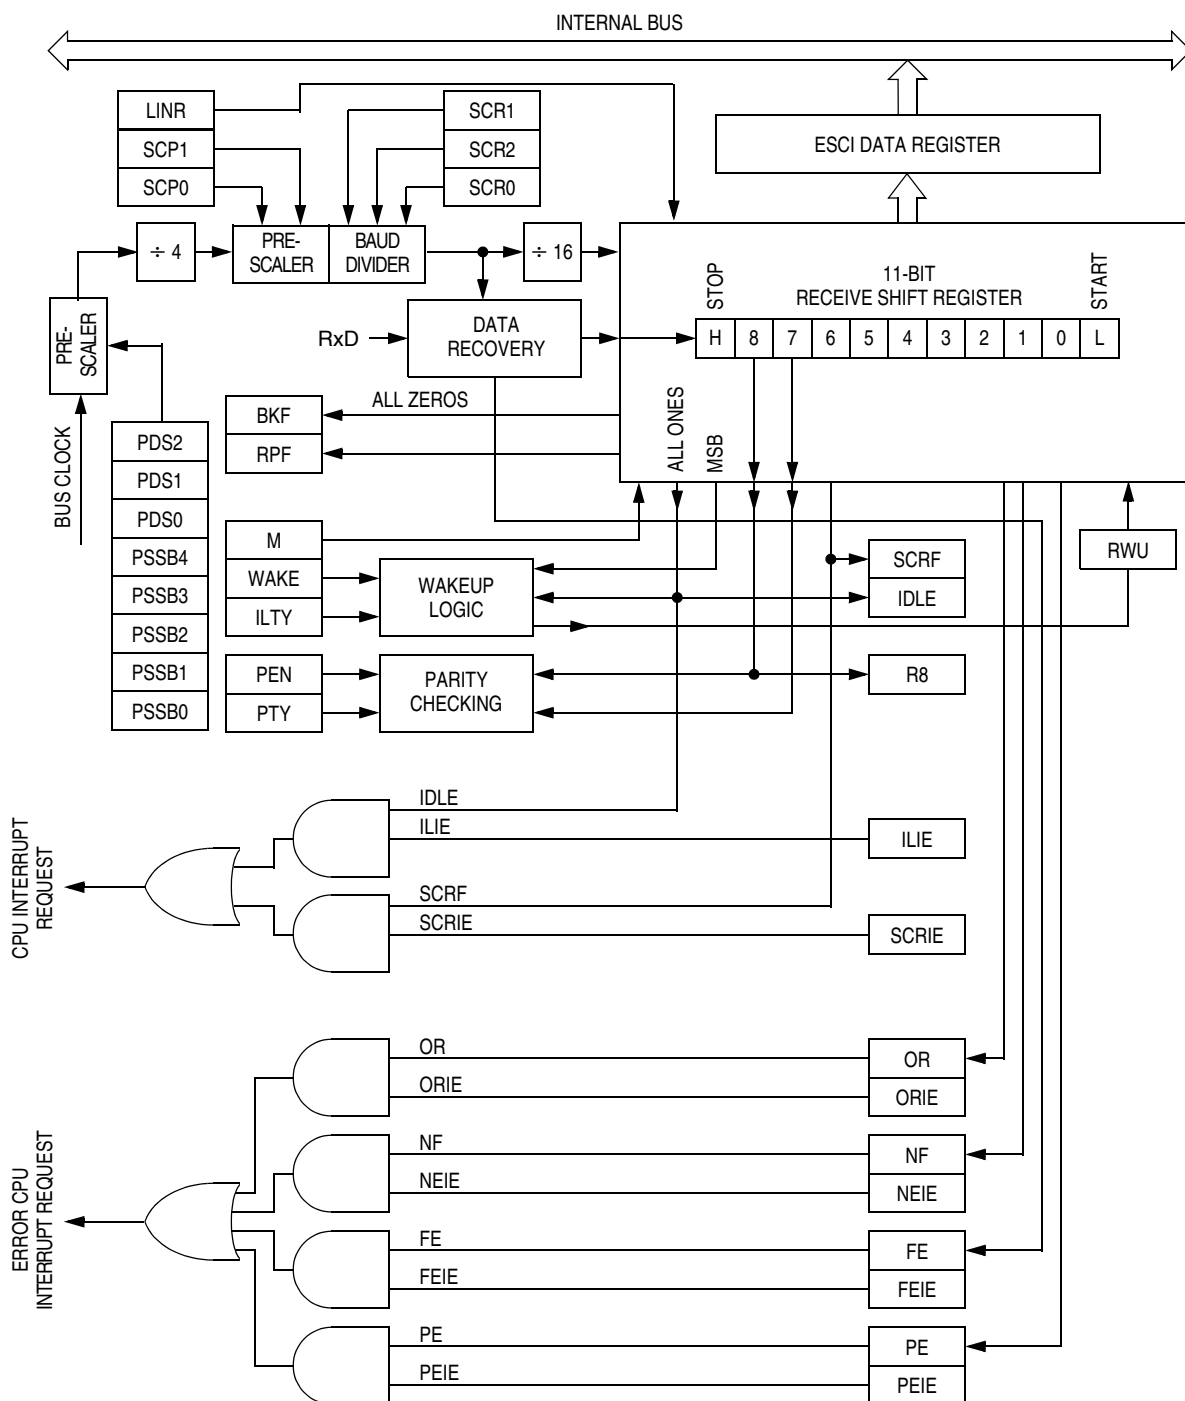 INTERNAL BUS
LINR
SCP1
SCP0
SCR1
SCR2
SCR0
ESCI DATA REGISTER
÷ 4
PRE-
SCALER
BAUD
DIVIDER
÷ 16
STOP
11-BIT
RECEIVE SHIFT REGISTER
START
H 8 7 6 5 4 3 2 1 0 L
PRE-
SCALER
RxD
DATA
RECOVERY
ALL ZEROS
BKF
RPF
ALL ONES
MSB
BUS CLOCK
PDS2
PDS1
PDS0
PSSB4
PSSB3
PSSB2
PSSB1
PSSB0
M
WAKE
ILTY
WAKEUP
LOGIC
SCRF
IDLE
RWU
PEN
PTY
PARITY
CHECKING
R8
CPU INTERRUPT
REQUEST
IDLE
ILIE
ILIE
SCRF
SCRIE
SCRIE
ERROR CPU
INTERRUPT REQUEST
OR
OR
ORIE
ORIE
NF
NF
NEIE
NEIE
FE
FE
FEIE
FEIE
PE
PE
PEIE
PEIE